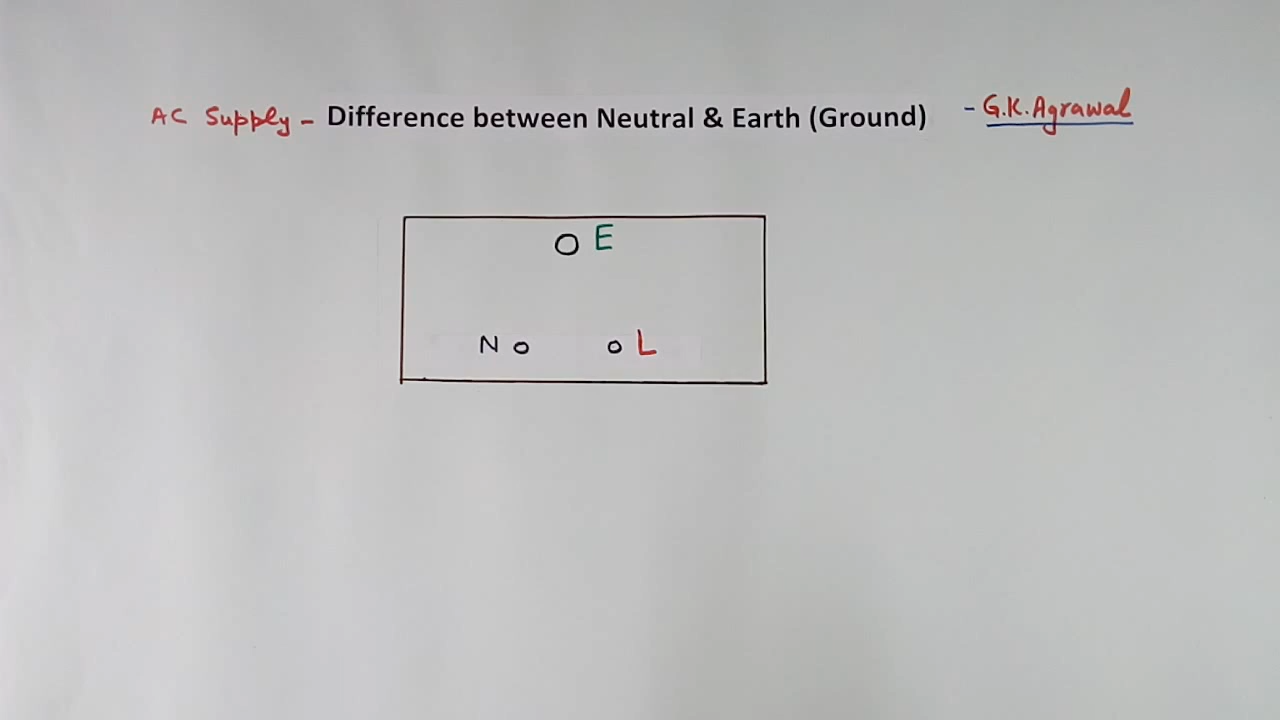 AC Supply - Difference between Neutral & Earth (Ground) - G.K. Agrawal
E
N L